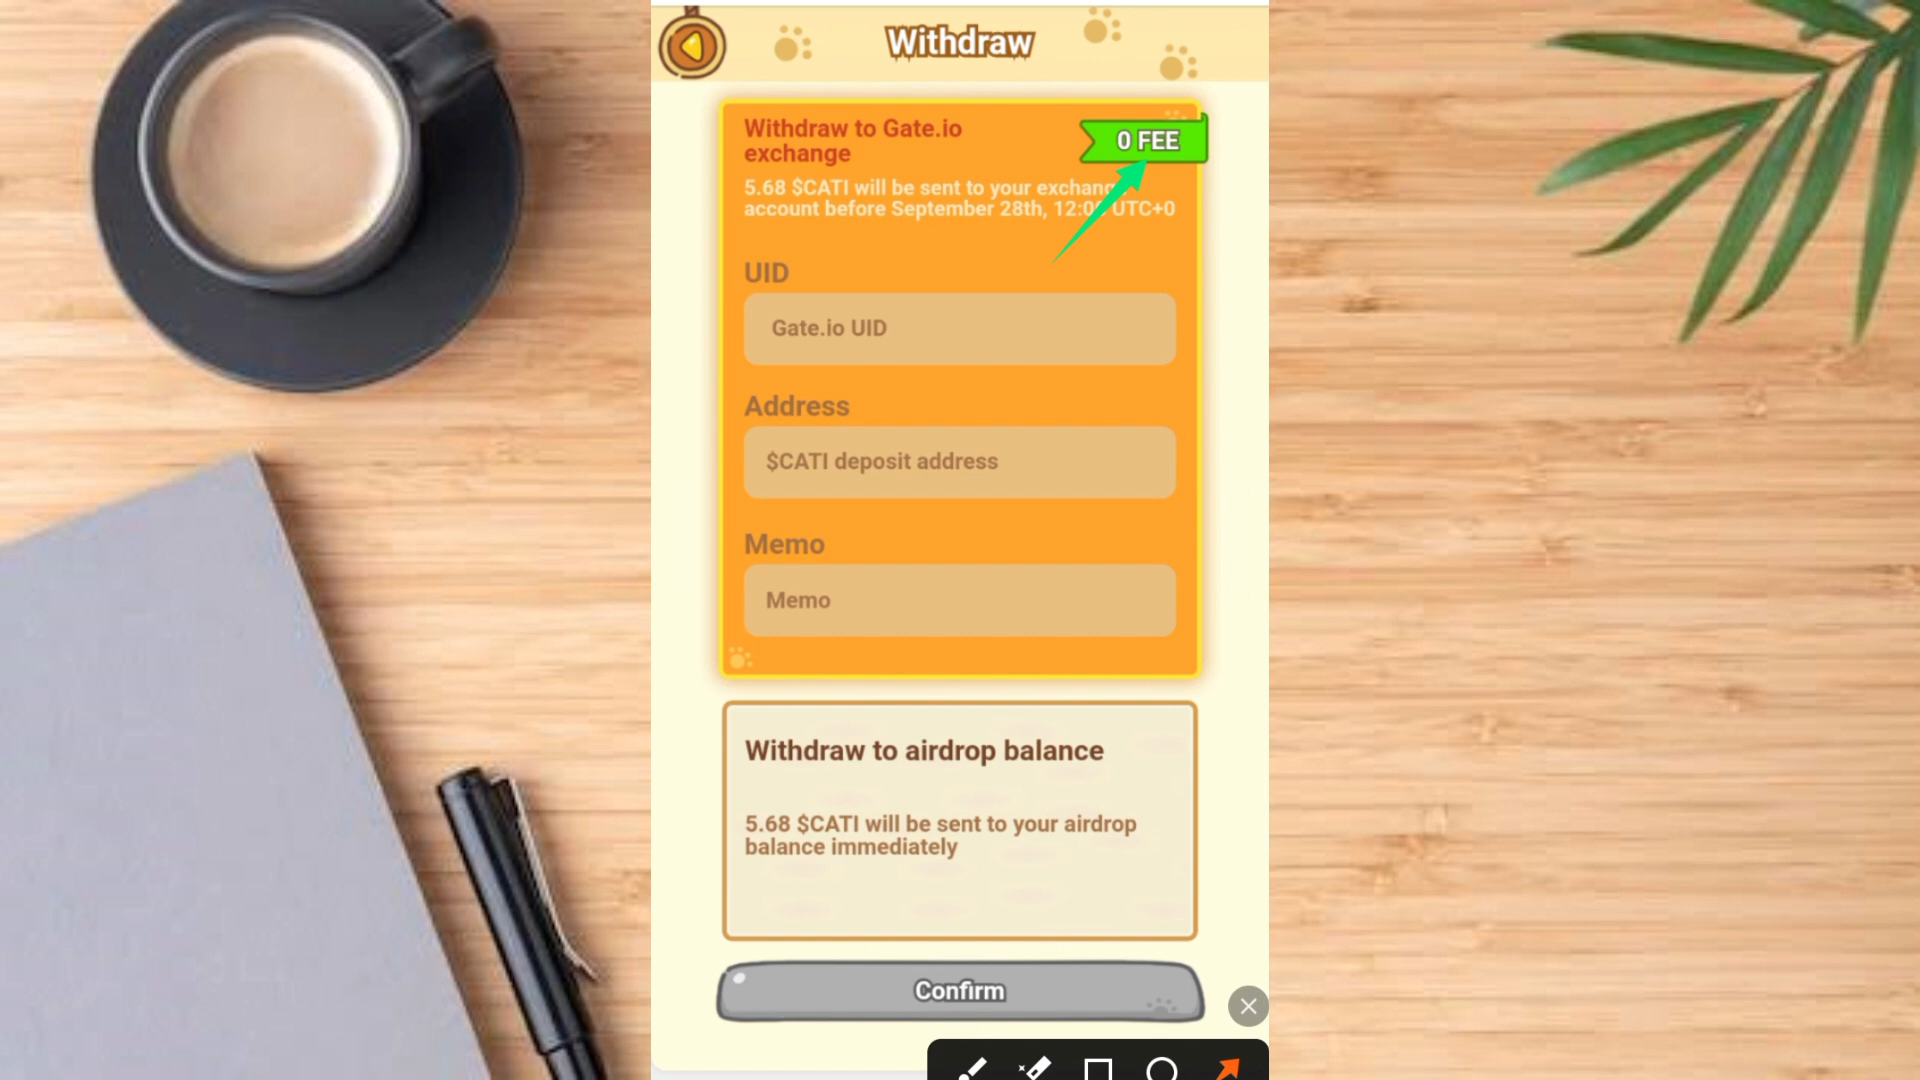 Withdraw
Withdraw to Gate.io
exchange
0 FEE
5.68 $CATI will be sent to your exchange
account before September 28th, UTC+0
UID
Gate.io UID
Address
$CATI deposit address
Memo
Memo
Withdraw to airdrop balance
5.68 $CATI will be sent to your airdrop
balance immediately
Confirm